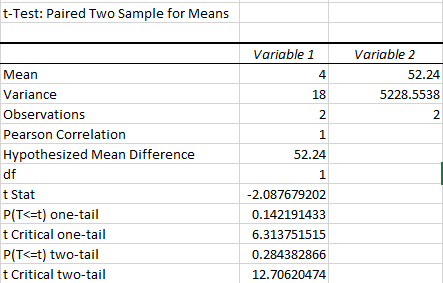 t-Test: Paired Two Sample for Means
Variable 1 Variable 2
Mean 4 52.24
Variance 18 5228.5538
Observations 2 2
Pearson Correlation 1
Hypothesized Mean Difference 52.24
df 1
t Stat -2.087679202
P(T<=t) one-tail 0.142191433
t Critical one-tail 6.313751515
P(T<=t) two-tail 0.284382866
t Critical two-tail 12.70620474